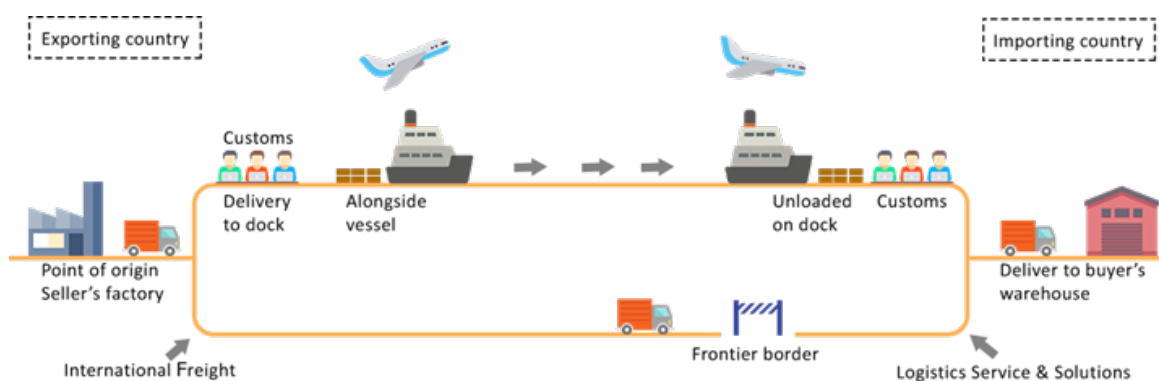 Exporting country
Importing country
Customs
Delivery
to dock
Alongside
vessel
Unloaded
on dock
Customs
Point of origin
Seller's factory
Deliver to buyer's
warehouse
Frontier border
International Freight
Logistics Service & Solutions